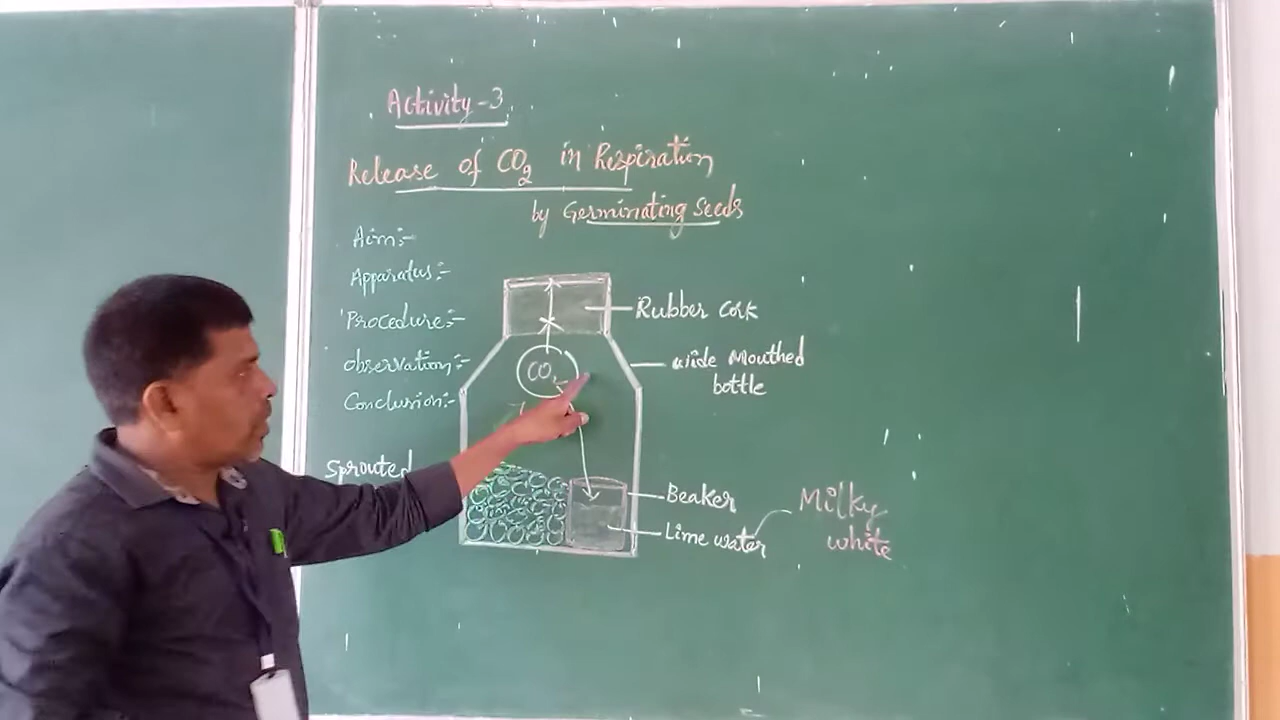 Activity-3
Release of CO2 in Respiration
by Germinating Seeds
Aim:-
Apparatus:-
Procedure:-
Observation:-
Conclusion:-
Sprouted
CO2
Rubber Cork
wide Mouthed
bottle
Beaker
Lime water
Milky
white